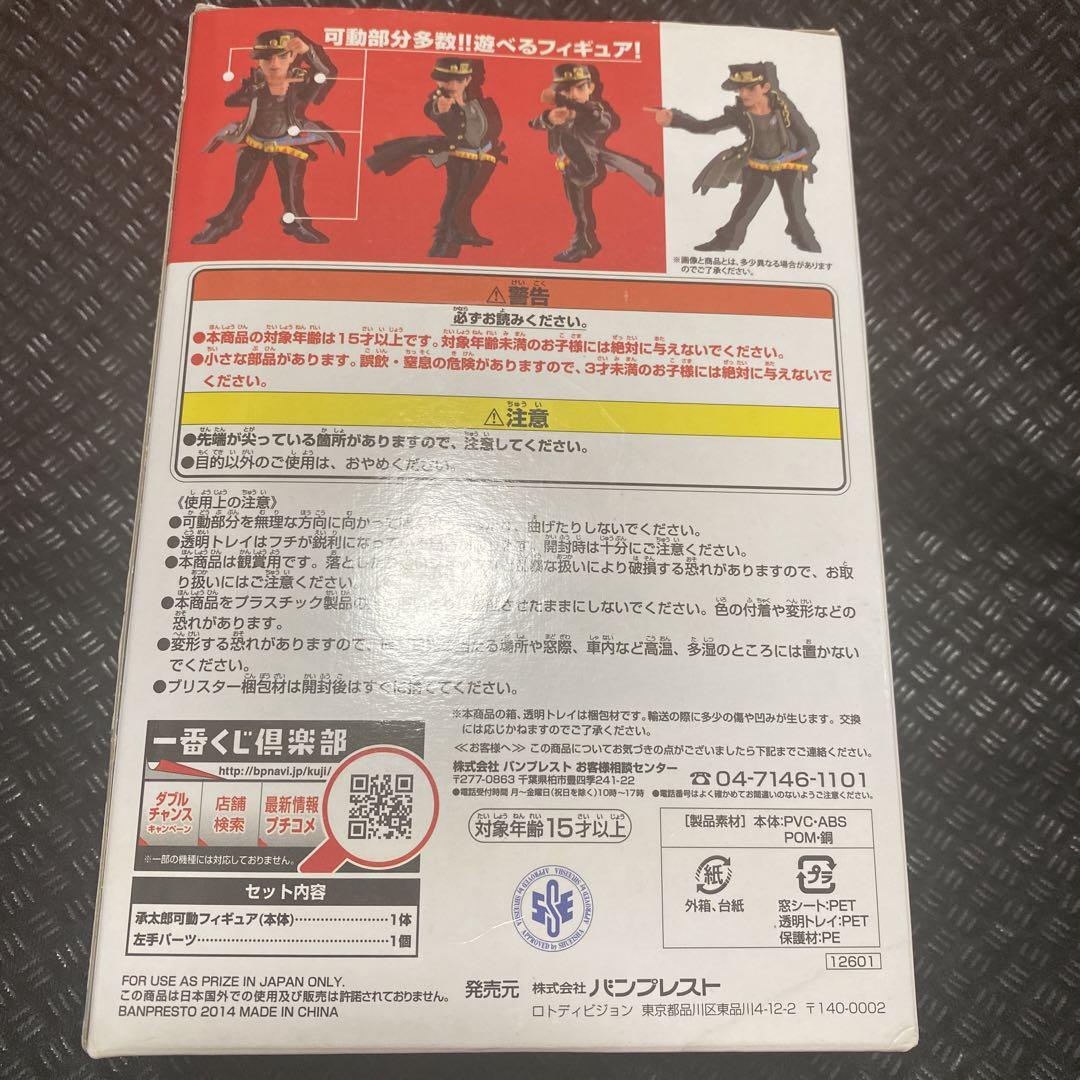 可動部分多数!!遊べるフィギュア!
※画像と商品とは、多少異なる場合があります
のでご了承ください。
⚠警告
必ずお読みください。
●本商品の対象年齢は15才以上です。対象年齢未満のお子様には絶対に与えないでください。
●小さな部品があります。誤飲・窒息の危険がありますので、3才未満のお子様には絶対に与えないで
ください。
⚠注意
●先端が尖っている箇所がありますので、注意してください。
●目的以外のご使用は、おやめください。
《使用上の注意》
●可動部分を無理な方向に向かって 曲げたりしないでください。
●透明トレイはフチが鋭利になってい ます。開封時は十分にご注意ください。
●本商品は観賞用です。落とした 乱暴な扱いにより破損する恐れがありますので、お取
り扱いにはご注意ください
●本商品をプラスチック製品の させたままにしないでください。色の付着や変形などの
恐れがあります。
●変形する恐れがありますので、 当たる場所や窓際、車内など高温、多湿のところには置かない
でください。
●ブリスター梱包材は開封後はすぐに捨ててください。
※本商品の箱、透明トレイは梱包材です。輸送の際に多少の傷や凹みが生じます。交換
には応じかねますのでご了承ください。
≪お客様へ≫ この商品についてお気づきの点がございましたら下記までご連絡ください。
株式会社 バンプレスト お客様相談センター
〒277-0863 千葉県柏市豊四季241-22
☎04-7146-1101
●電話受付時間 月〜金曜日(祝日を除く)10時〜17時 ●電話番号はよく確かめてお間違いのないようご注意ください。
一番くじ倶楽部
http://bpnavi.jp/kuji/
ダブル
チャンス
キャンペーン
店舗
検索
最新情報
プチコメ
※一部の機種には対応しておりません。
対象年齢15才以上
[製品素材] 本体:PVC・ABS
POM・銅
紙
外箱、台紙
プラ
窓シート:PET
透明トレイ:PET
保護材:PE
12601
セット内容
承太郎可動フィギュア(本体)……………………1体
左手パーツ……………………………………1個
APPROVED by SHUEISHA
SSE
APPROVED by SHUEISHA
FOR USE AS PRIZE IN JAPAN ONLY.
この商品は日本国外での使用及び販売は許諾されておりません。
BANPRESTO 2014 MADE IN CHINA
発売元 株式会社 バンプレスト
ロトディビジョン 東京都品川区東品川4-12-2 〒140-0002